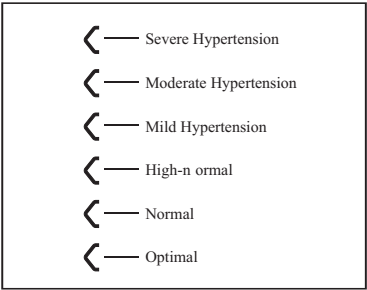 Severe Hypertension
Moderate Hypertension
Mild Hypertension
High-n ormal
Normal
Optimal